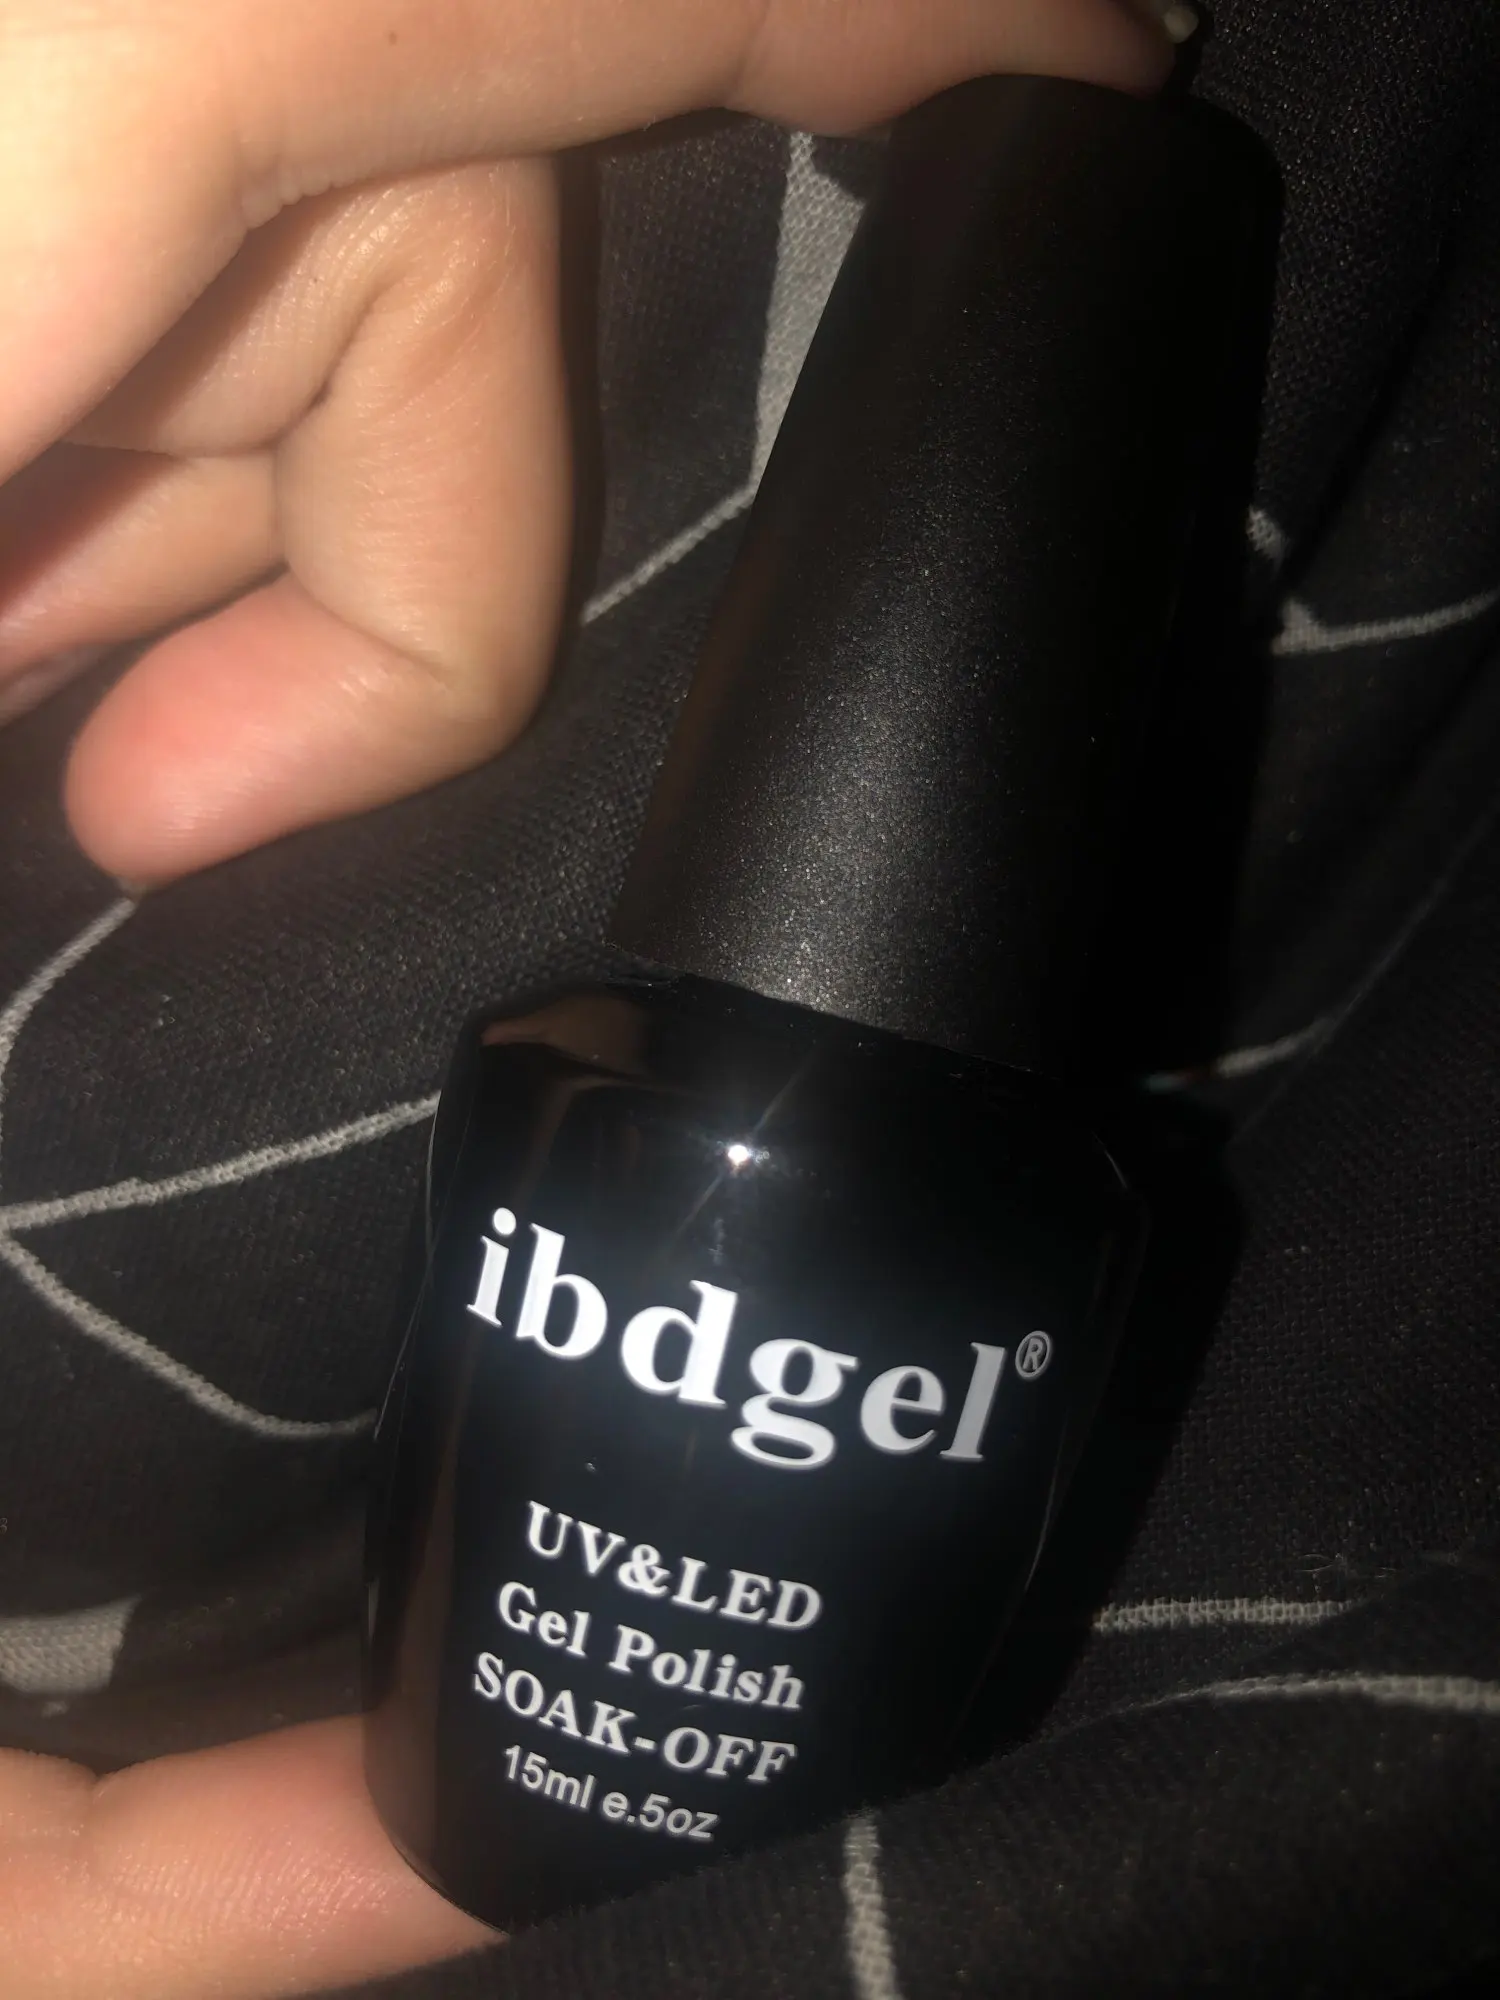 ibdgel®
UV&LED
Gel Polish
SOAK-OFF
15ml e.5oz